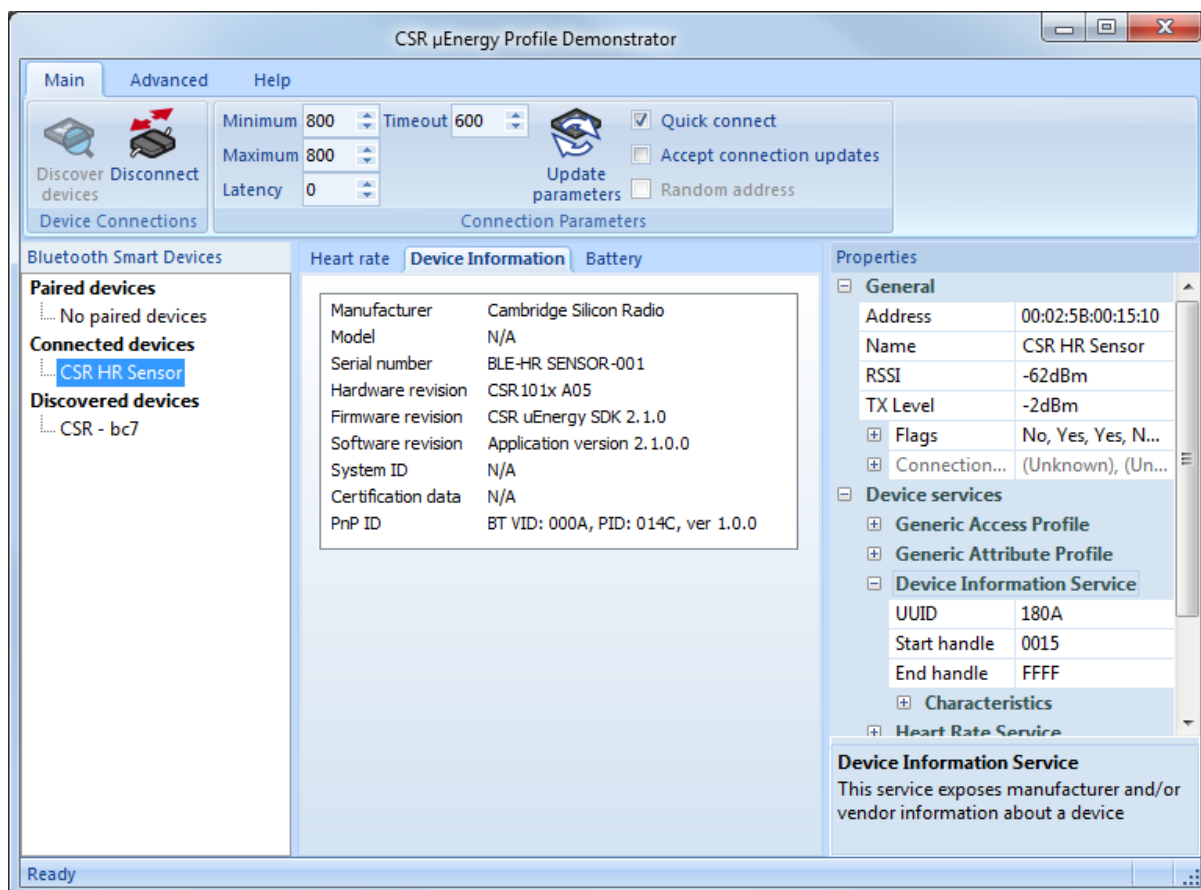 CSR µEnergy Profile Demonstrator
Main Advanced Help
Discover devices
Disconnect
Device Connections
Minimum 800
Maximum 800
Latency 0
Timeout 600
Update parameters
Quick connect
Accept connection updates
Random address
Connection Parameters
Bluetooth Smart Devices
Paired devices
No paired devices
Connected devices
CSR HR Sensor
Discovered devices
CSR - bc7
Heart rate Device Information Battery
Manufacturer Cambridge Silicon Radio
Model N/A
Serial number BLE-HR SENSOR-001
Hardware revision CSR101x A05
Firmware revision CSR uEnergy SDK 2.1.0
Software revision Application version 2.1.0.0
System ID N/A
Certification data N/A
PnP ID BT VID: 000A, PID: 014C, ver 1.0.0
Properties
General
Address 00:02:5B:00:15:10
Name CSR HR Sensor
RSSI -62dBm
TX Level -2dBm
Flags No, Yes, Yes, N...
Connection... (Unknown), (Un...
Device services
Generic Access Profile
Generic Attribute Profile
Device Information Service
UUID 180A
Start handle 0015
End handle FFFF
Characteristics
Heart Rate Service
Device Information Service
This service exposes manufacturer and/or
vendor information about a device
Ready